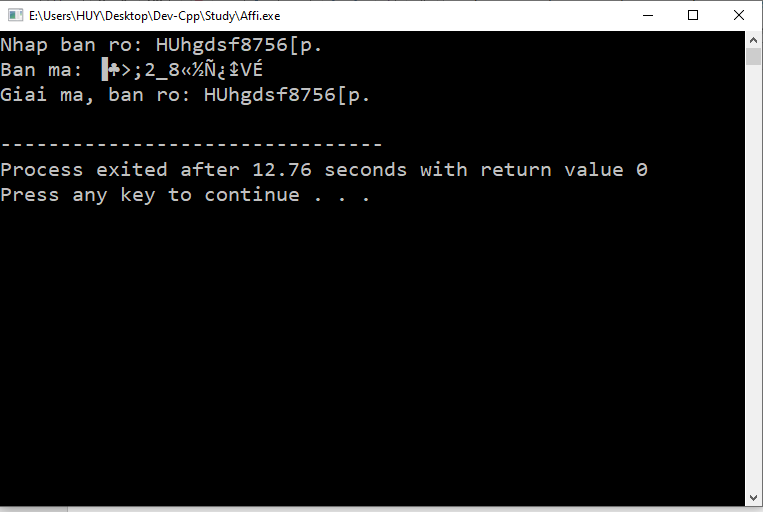 E:\Users\HUY\Desktop\Dev-Cpp\Study\Affi.exe
Nhap ban ro: HUhgdsf8756[p.
Ban ma: ▐♣>;2_8«½Ñ¿↨VÉ
Giai ma, ban ro: HUhgdsf8756[p.
--------------------------------
Process exited after 12.76 seconds with return value 0
Press any key to continue . . .